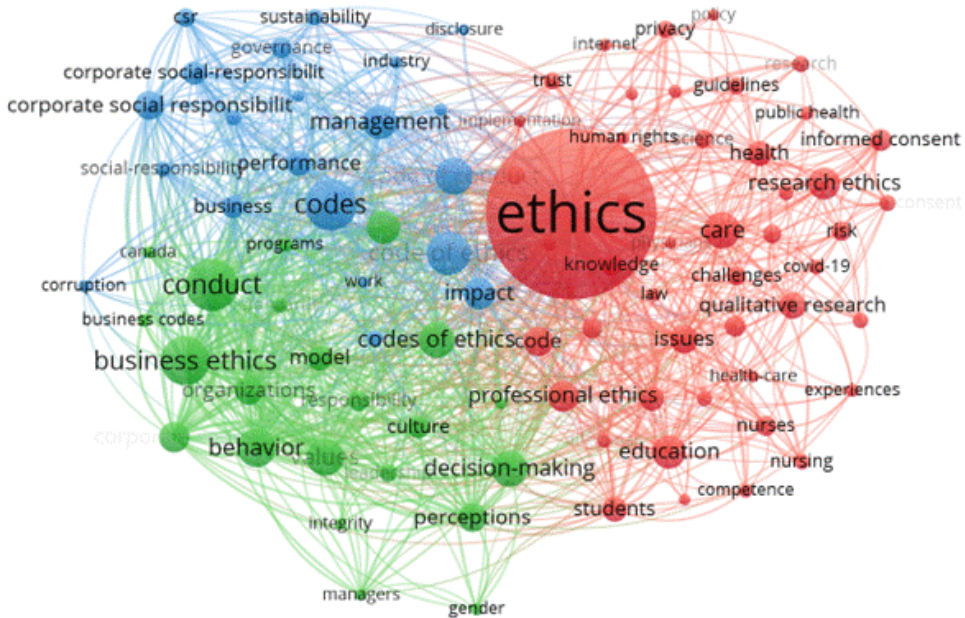 csr
sustainability
disclosure
privacy
policy
governance
internet
industry
corporate social-responsibilit
trust
research
guidelines
corporate social responsibilit
management
implementation
public health
human rights
science
informed consent
social-responsibility
performance
health
research ethics
business
codes
ethics
consent
care
risk
canada
programs
code of ethics
knowledge
challenges
covid-19
corruption
conduct
work
impact
law
business codes
qualitative research
codes of ethics
code
issues
business ethics
model
organizations
responsibility
professional ethics
health-care
experiences
culture
nurses
behavior
values
decision-making
education
nursing
competence
integrity
perceptions
students
managers
gender